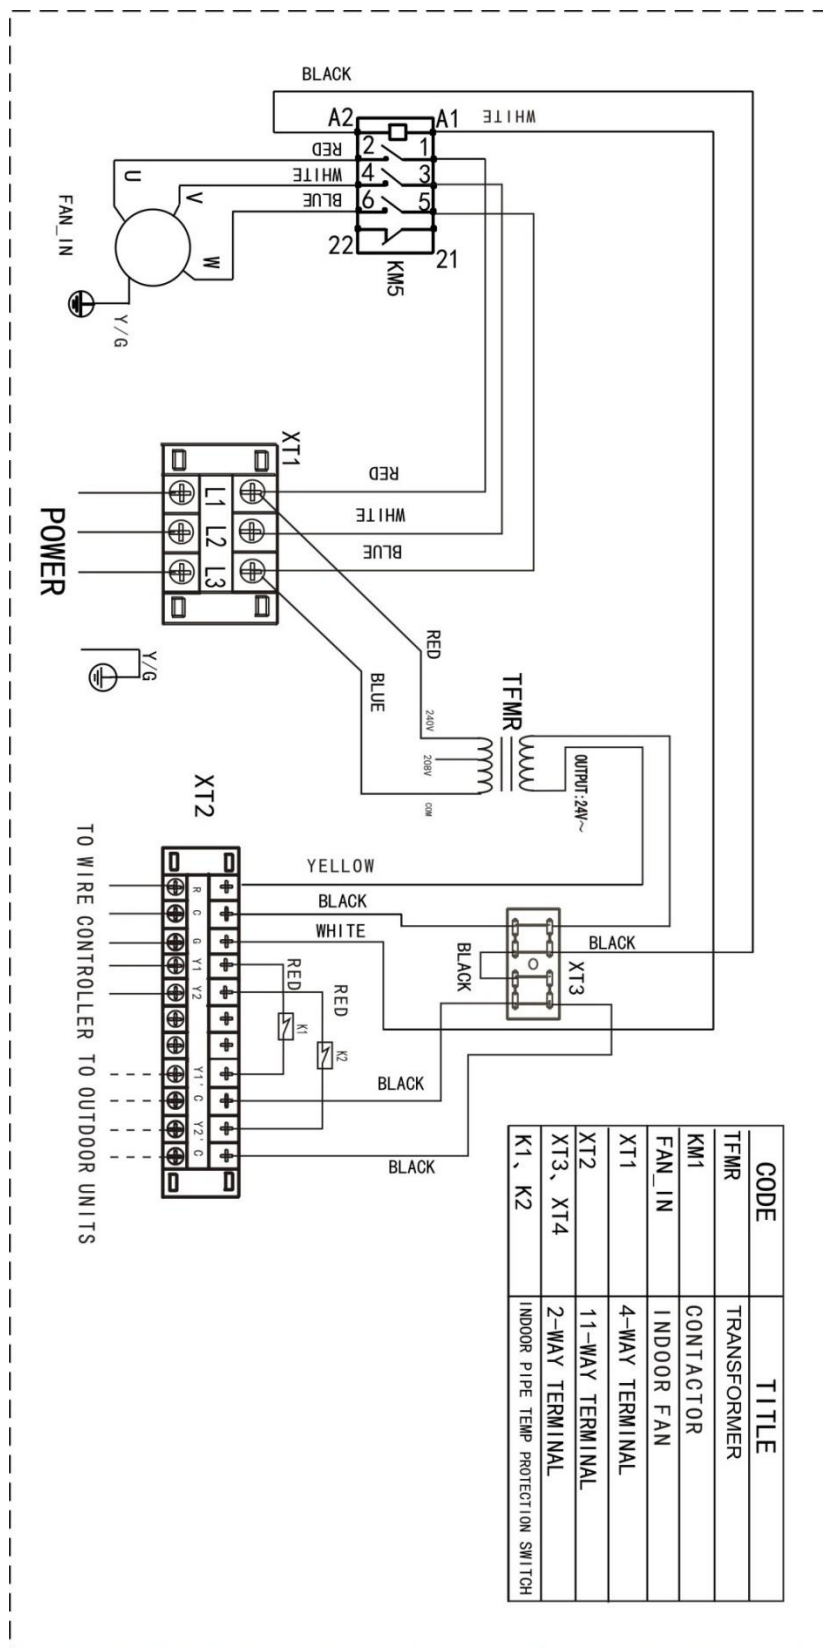 BLACK
A2
A1
WHITE
RED
2
1
WHITE
4
3
BLUE
6
5
22
21
KM5
U
V
W
FAN_IN
Y/G
XT1
L1
L2
L3
POWER
RED
WHITE
BLUE
Y/G
RED
BLUE
TFMR
240V
208V
COM
OUTPUT:24V~
XT2
R
C
G
Y1
Y2
Y1'
C
Y2'
C
YELLOW
BLACK
WHITE
RED
RED
K1
K2
BLACK
BLACK
BLACK
BLACK
XT3
TO WIRE CONTROLLER TO OUTDOOR UNITS
CODE TITLE
TFMR TRANSFORMER
KM1 CONTACTOR
FAN_IN INDOOR FAN
XT1 4-WAY TERMINAL
XT2 11-WAY TERMINAL
XT3、XT4 2-WAY TERMINAL
K1、K2 INDOOR PIPE TEMP PROTECTION SWITCH